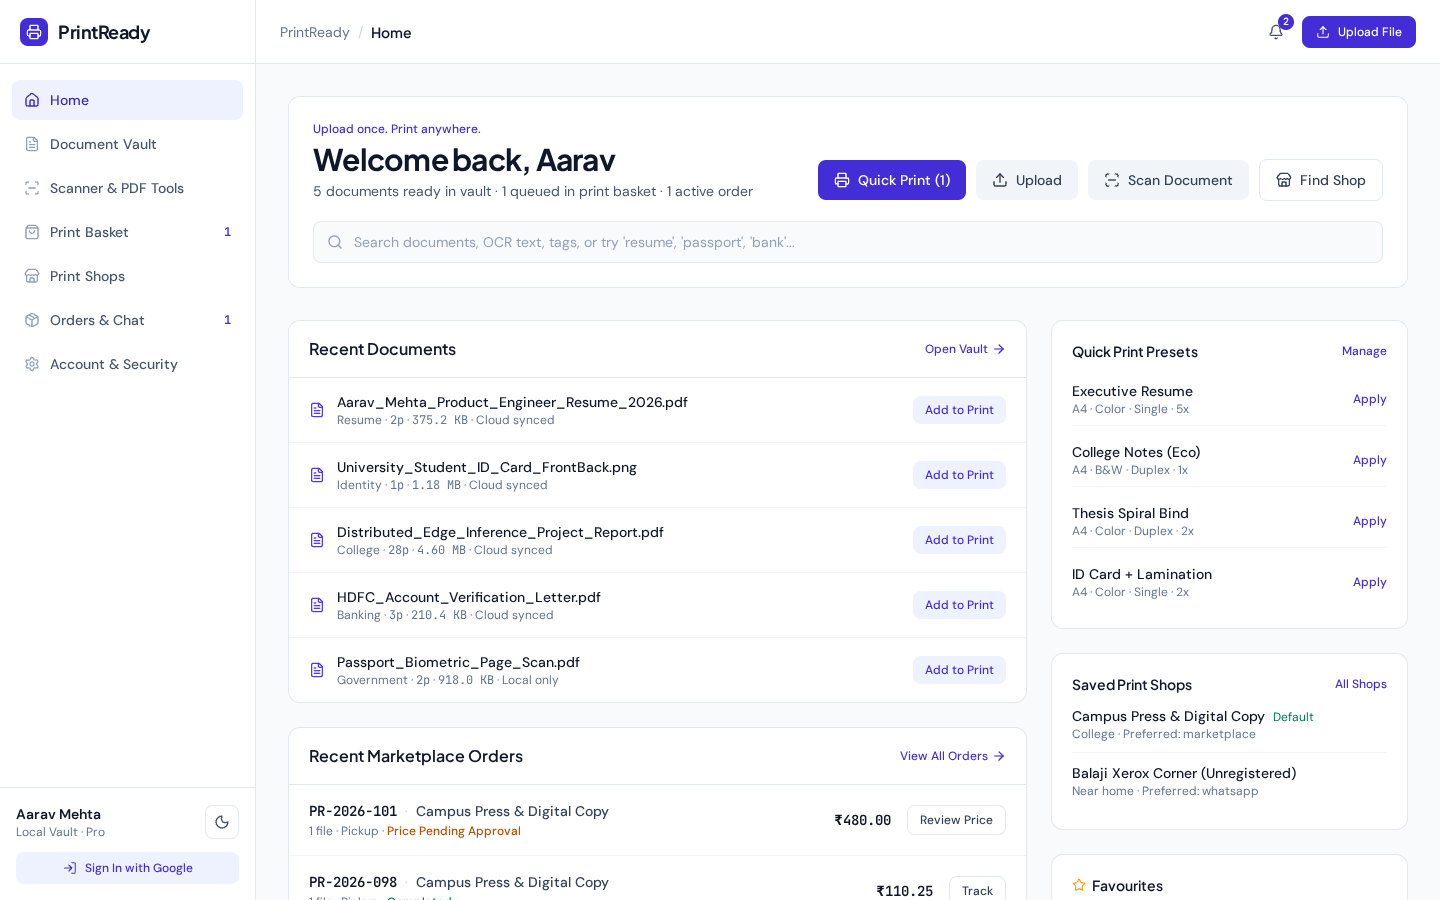 PrintReady
PrintReady / Home
2
Upload File
Home
Document Vault
Scanner & PDF Tools
Print Basket 1
Print Shops
Orders & Chat 1
Account & Security
Aarav Mehta
Local Vault · Pro
Sign In with Google
Upload once. Print anywhere.
Welcome back, Aarav
5 documents ready in vault · 1 queued in print basket · 1 active order
Quick Print (1)
Upload
Scan Document
Find Shop
Search documents, OCR text, tags, or try 'resume', 'passport', 'bank'...
Recent Documents
Open Vault
Aarav_Mehta_Product_Engineer_Resume_2026.pdf
Resume · 2p · 375.2 KB · Cloud synced
Add to Print
University_Student_ID_Card_FrontBack.png
Identity · 1p · 1.18 MB · Cloud synced
Add to Print
Distributed_Edge_Inference_Project_Report.pdf
College · 28p · 4.60 MB · Cloud synced
Add to Print
HDFC_Account_Verification_Letter.pdf
Banking · 3p · 210.4 KB · Cloud synced
Add to Print
Passport_Biometric_Page_Scan.pdf
Government · 2p · 918.0 KB · Local only
Add to Print
Recent Marketplace Orders
View All Orders
PR-2026-101 · Campus Press & Digital Copy
1 file · Pickup · Price Pending Approval
₹480.00
Review Price
PR-2026-098 · Campus Press & Digital Copy
1 file · Pickup · Completed
₹110.25
Track
Quick Print Presets
Manage
Executive Resume
A4 · Color · Single · 5x
Apply
College Notes (Eco)
A4 · B&W · Duplex · 1x
Apply
Thesis Spiral Bind
A4 · Color · Duplex · 2x
Apply
ID Card + Lamination
A4 · Color · Single · 2x
Apply
Saved Print Shops
All Shops
Campus Press & Digital Copy Default
College · Preferred: marketplace
Balaji Xerox Corner (Unregistered)
Near home · Preferred: whatsapp
Favourites